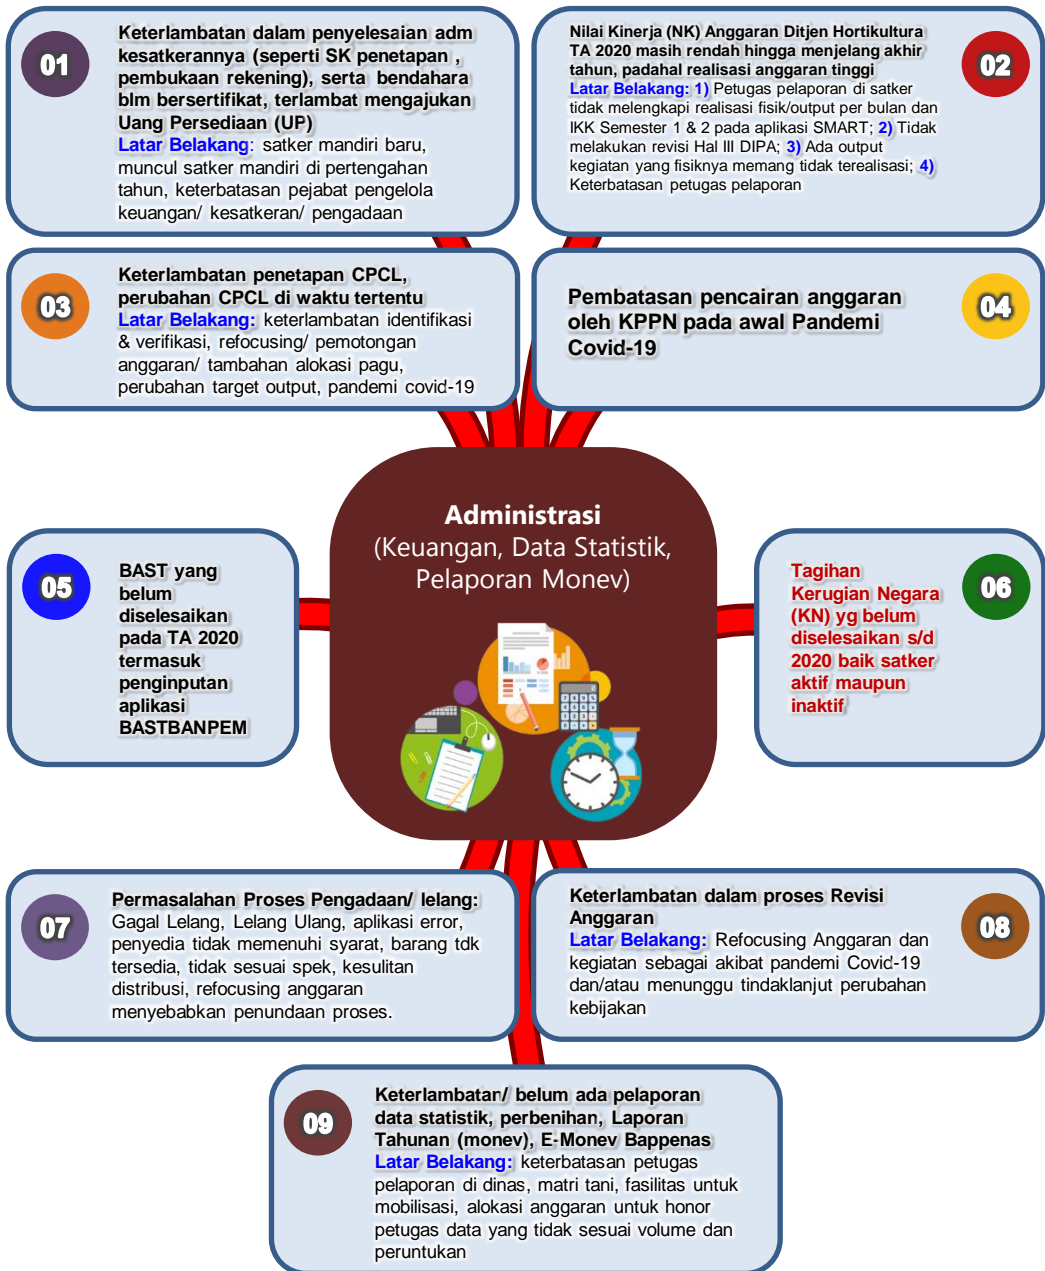 01
Keterlambatan dalam penyelesaian adm
kesatkerannya (seperti SK penetapan ,
pembukaan rekening), serta bendahara
blm bersertifikat, terlambat mengajukan
Uang Persediaan (UP)
Latar Belakang: satker mandiri baru,
muncul satker mandiri di pertengahan
tahun, keterbatasan pejabat pengelola
keuangan/ kesatkeran/ pengadaan
02
Nilai Kinerja (NK) Anggaran Ditjen Hortikultura
TA 2020 masih rendah hingga menjelang akhir
tahun, padahal realisasi anggaran tinggi
Latar Belakang: 1) Petugas pelaporan di satker
tidak melengkapi realisasi fisik/output per bulan dan
IKK Semester 1 & 2 pada aplikasi SMART; 2) Tidak
melakukan revisi Hal III DIPA; 3) Ada output
kegiatan yang fisiknya memang tidak terealisasi; 4)
Keterbatasan petugas pelaporan
03
Keterlambatan penetapan CPCL,
perubahan CPCL di waktu tertentu
Latar Belakang: keterlambatan identifikasi
& verifikasi, refocusing/ pemotongan
anggaran/ tambahan alokasi pagu,
perubahan target output, pandemi covid-19
04
Pembatasan pencairan anggaran
oleh KPPN pada awal Pandemi
Covid-19
Administrasi
(Keuangan, Data Statistik,
Pelaporan Monev)
05
BAST yang
belum
diselesaikan
pada TA 2020
termasuk
penginputan
aplikasi
BASTBANPEM
06
Tagihan
Kerugian Negara
(KN) yg belum
diselesaikan s/d
2020 baik satker
aktif maupun
inaktif
07
Permasalahan Proses Pengadaan/ lelang:
Gagal Lelang, Lelang Ulang, aplikasi error,
penyedia tidak memenuhi syarat, barang tdk
tersedia, tidak sesuai spek, kesulitan
distribusi, refocusing anggaran
menyebabkan penundaan proses.
08
Keterlambatan dalam proses Revisi
Anggaran
Latar Belakang: Refocusing Anggaran dan
kegiatan sebagai akibat pandemi Covid-19
dan/atau menunggu tindaklanjut perubahan
kebijakan
09
Keterlambatan/ belum ada pelaporan
data statistik, perbenihan, Laporan
Tahunan (monev), E-Monev Bappenas
Latar Belakang: keterbatasan petugas
pelaporan di dinas, matri tani, fasilitas untuk
mobilisasi, alokasi anggaran untuk honor
petugas data yang tidak sesuai volume dan
peruntukan